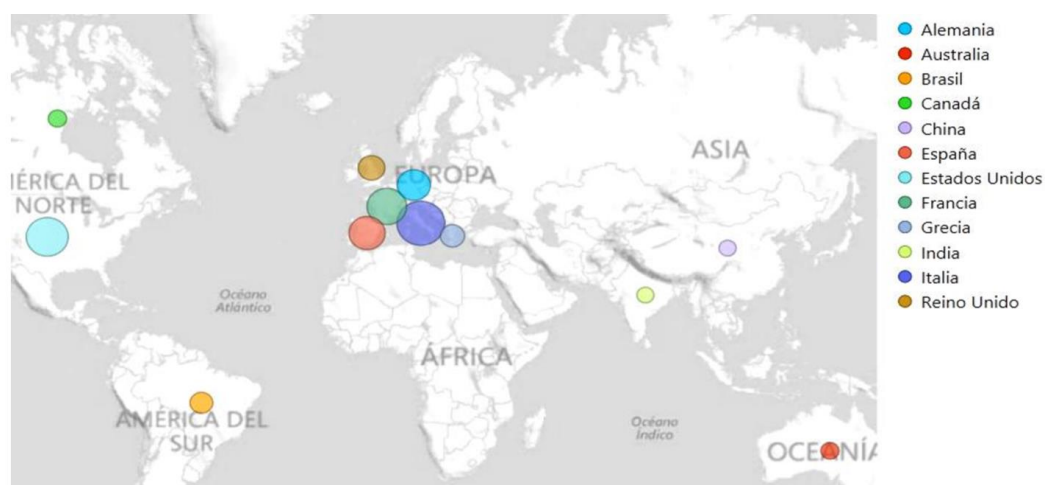 EUROPA
ASIA
IÉRICA DEL
NORTE
Océano
Atlántico
ÁFRICA
AMÉRICA DEL
SUR
Océano
Índico
OCEANÍA
Alemania
Australia
Brasil
Canadá
China
España
Estados Unidos
Francia
Grecia
India
Italia
Reino Unido